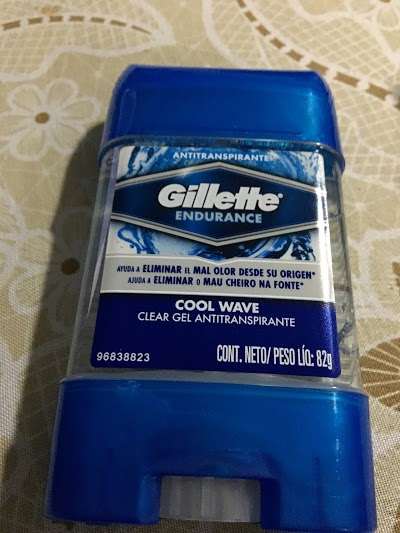 ANTITRANSPIRANTE
Gillette®
ENDURANCE
AYUDA A ELIMINAR EL MAL OLOR DESDE SU ORIGEN*
AJUDA A ELIMINAR O MAU CHEIRO NA FONTE*
COOL WAVE
CLEAR GEL ANTITRANSPIRANTE
96838823 CONT. NETO/ PESO LÍQ: 82g